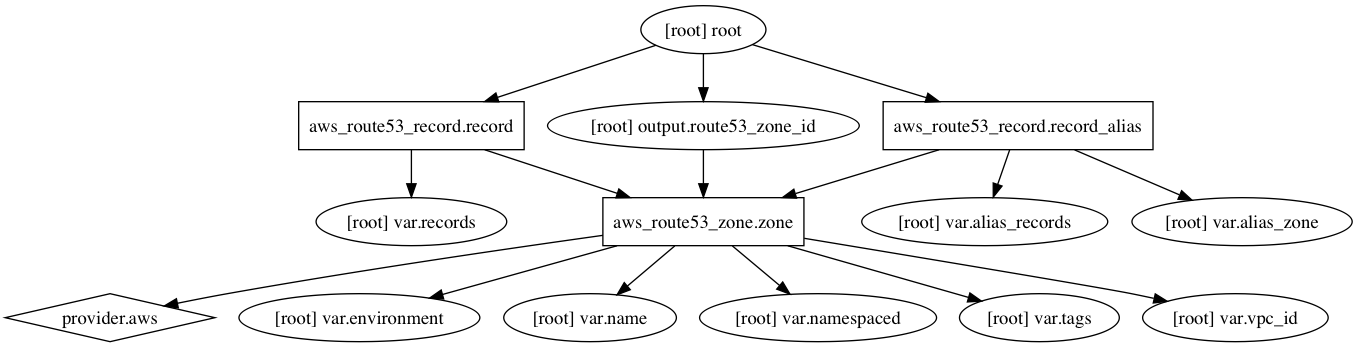 [root] root
aws_route53_record.record
[root] output.route53_zone_id
aws_route53_record.record_alias
[root] var.records
aws_route53_zone.zone
[root] var.alias_records
[root] var.alias_zone
provider.aws
[root] var.environment
[root] var.name
[root] var.namespaced
[root] var.tags
[root] var.vpc_id